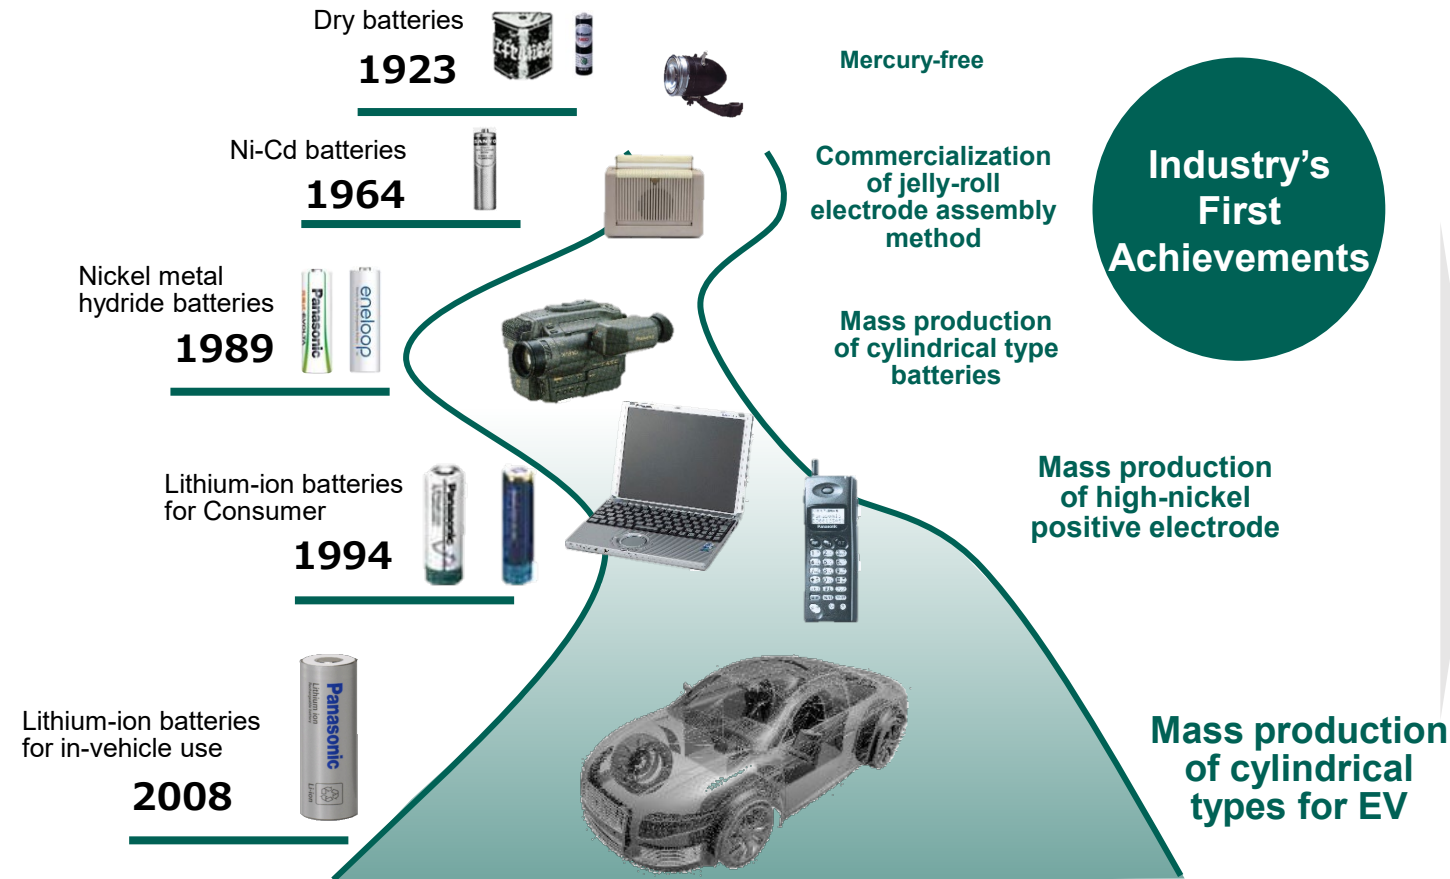 Dry batteries
1923
Mercury-free
Ni-Cd batteries
1964
Commercialization
of jelly-roll
electrode assembly
method
Industry's
First
Achievements
Nickel metal
hydride batteries
1989
Panasonic
eneloop
Mass production
of cylindrical type
batteries
Lithium-ion batteries
for Consumer
1994
Panasonic
Panasonic
Mass production
of high-nickel
positive electrode
Lithium-ion batteries
for in-vehicle use
2008
Panasonic
Lithium ion
Li-ion
Mass production
of cylindrical
types for EV